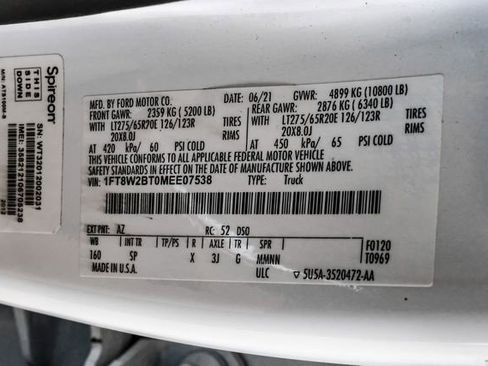 Spireon
THIS
SIDE
DOWN
MFD. BY FORD MOTOR CO.
06/21
GVWR: 4899 KG (10800 LB)
FRONT GAWR: 2359 KG (5200 LB)
REAR GAWR: 2876 KG (6340 LB)
TIRES LT275/65R20E 126/123R
TIRES LT275/65R20E 126/123R
RIMS 20X8.0J
RIMS 20X8.0J
AT 420 kPa/ 60 PSI COLD
AT 450 kPa/ 65 PSI COLD
THIS VEHICLE CONFORMS TO ALL APPLICABLE FEDERAL MOTOR VEHICLE
SAFETY STANDARDS IN EFFECT ON THE DATE OF MANUFACTURE SHOWN ABOVE.
VIN: 1FT8W2BT0MEE07538
TYPE: Truck
EXT PNT: AZ
RC: 52 DSO
WB INT TR TP/PS R AXLE TR SPR
F0120
160 SP X 3J G MMNN
T0969
MADE IN U.S.A.
ULC ▽ 5U5A-3520472-AA